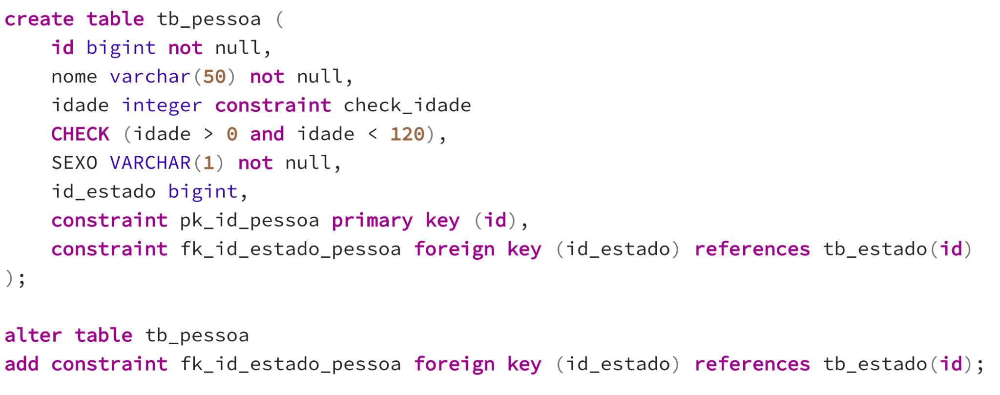 create table tb_pessoa (
    id bigint not null,
    nome varchar(50) not null,
    idade integer constraint check_idade
    CHECK (idade > 0 and idade < 120),
    SEXO VARCHAR(1) not null,
    id_estado bigint,
    constraint pk_id_pessoa primary key (id),
    constraint fk_id_estado_pessoa foreign key (id_estado) references tb_estado(id)
);

alter table tb_pessoa
add constraint fk_id_estado_pessoa foreign key (id_estado) references tb_estado(id);